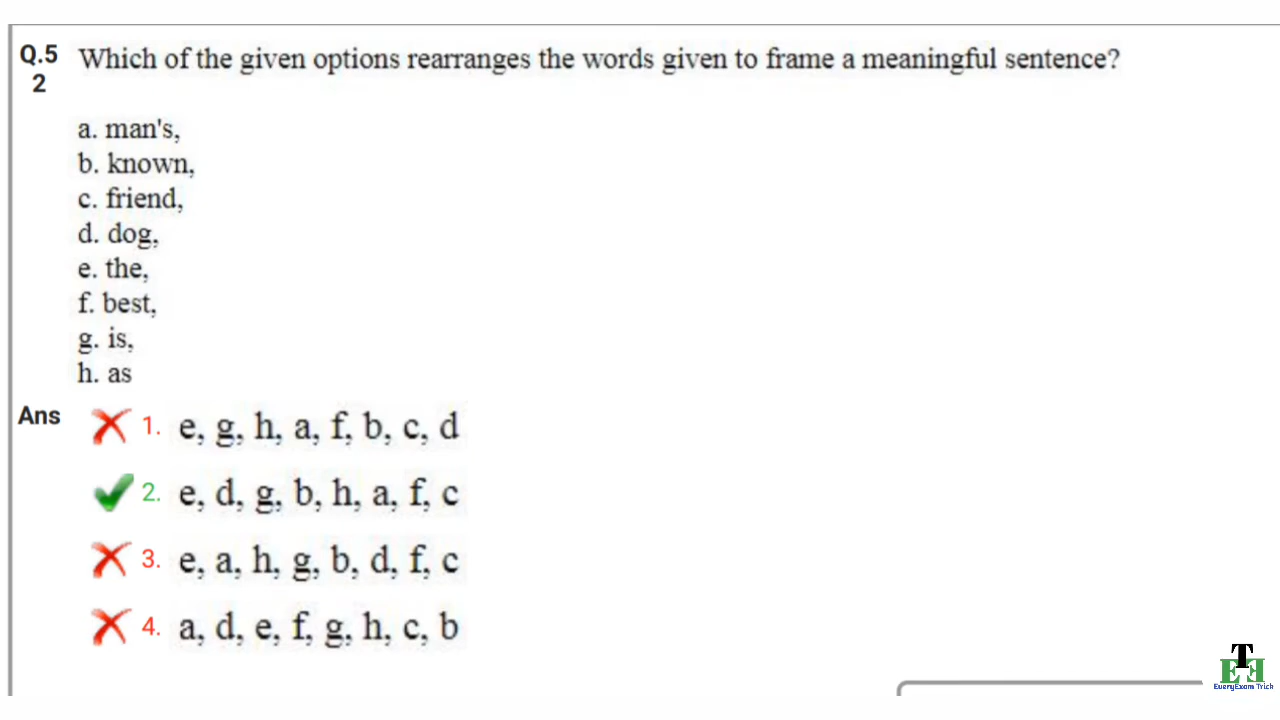 Q.5 Which of the given options rearranges the words given to frame a meaningful sentence?
2
a. man's,
b. known,
c. friend,
d. dog,
e. the,
f. best,
g. is,
h. as
Ans 1. e, g, h, a, f, b, c, d
2. e, d, g, b, h, a, f, c
3. e, a, h, g, b, d, f, c
4. a, d, e, f, g, h, c, b
T
EE
EveryExam Trick